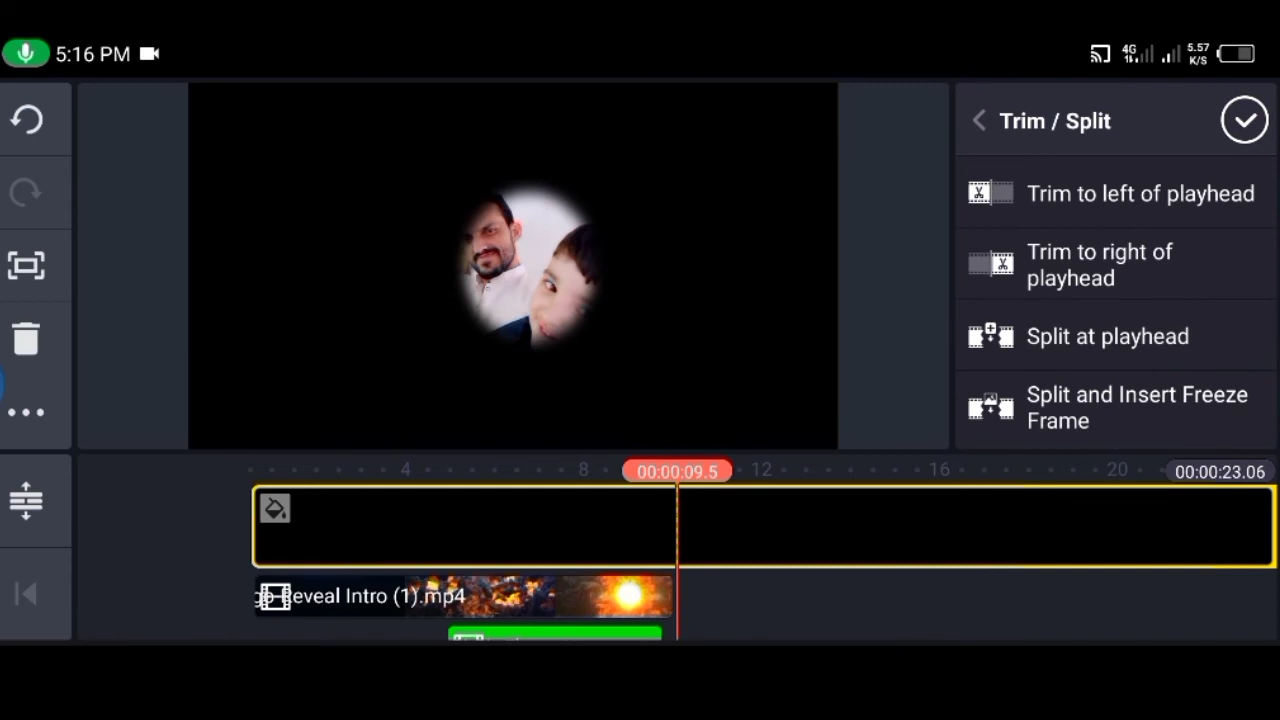 5:16 PM
4G
5.57
K/S
Trim / Split
Trim to left of playhead
Trim to right of
playhead
Split at playhead
Split and Insert Freeze
Frame
4
8
00:00:09.5
12
16
20
00:00:23.06
Reveal Intro (1).mp4